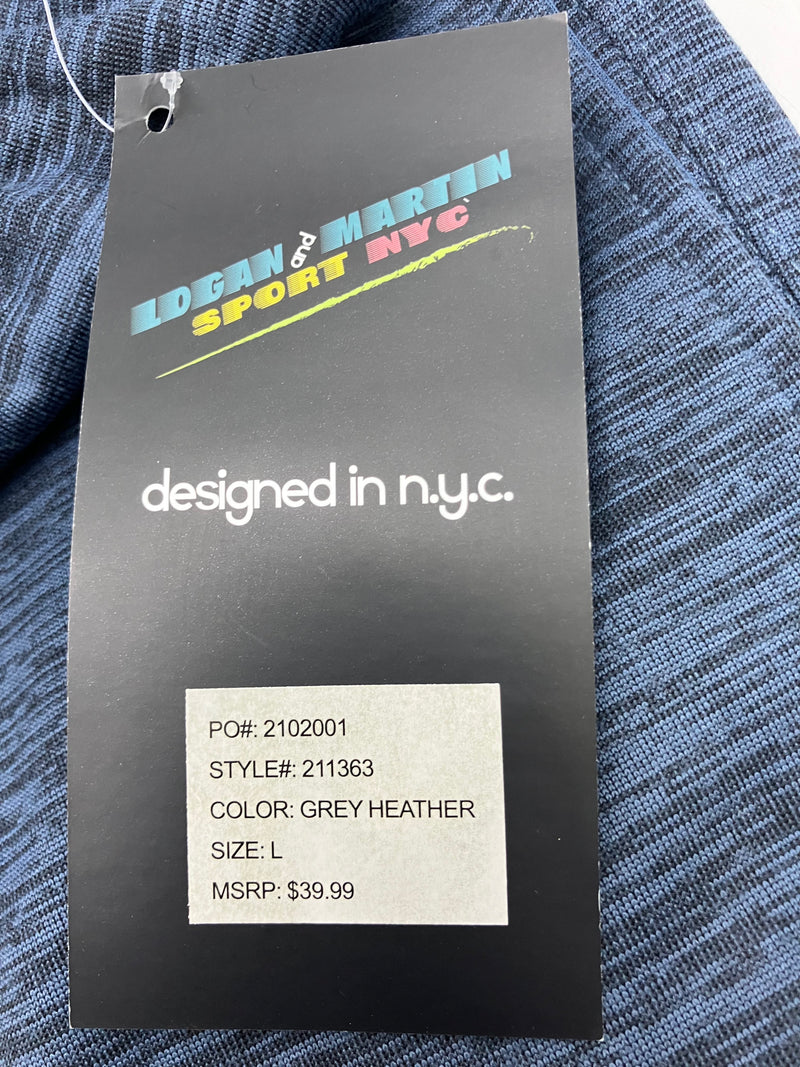 LOGAN and MARTIN
SPORT NYC
designed in n.y.c.
PO#: 2102001
STYLE#: 211363
COLOR: GREY HEATHER
SIZE: L
MSRP: $39.99